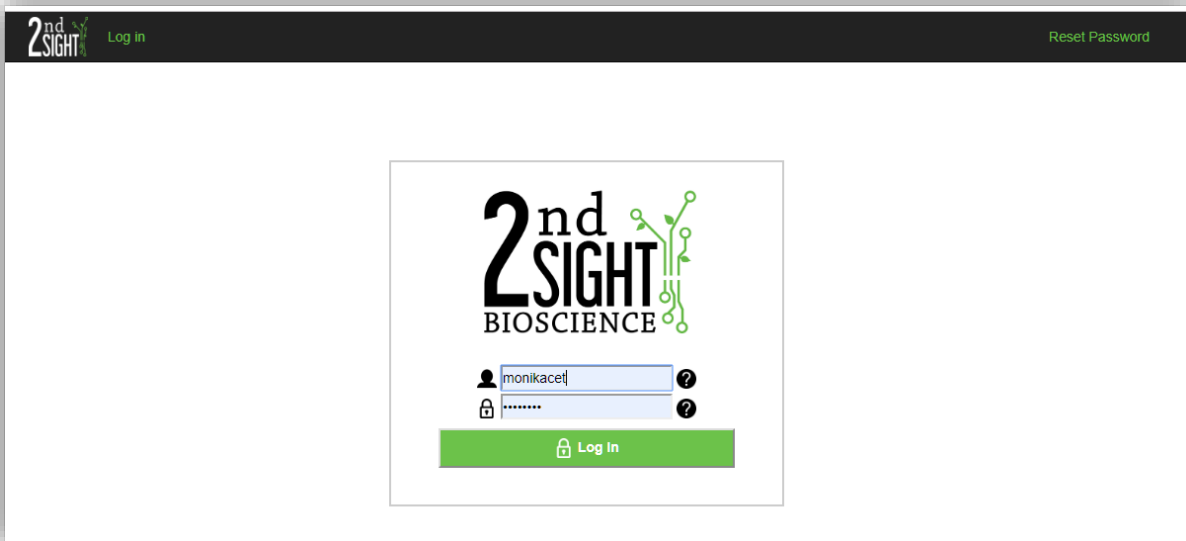 2nd SIGHT
Log in
Reset Password
2nd
SIGHT
BIOSCIENCE
monikacet
?
••••••••
?
Log In